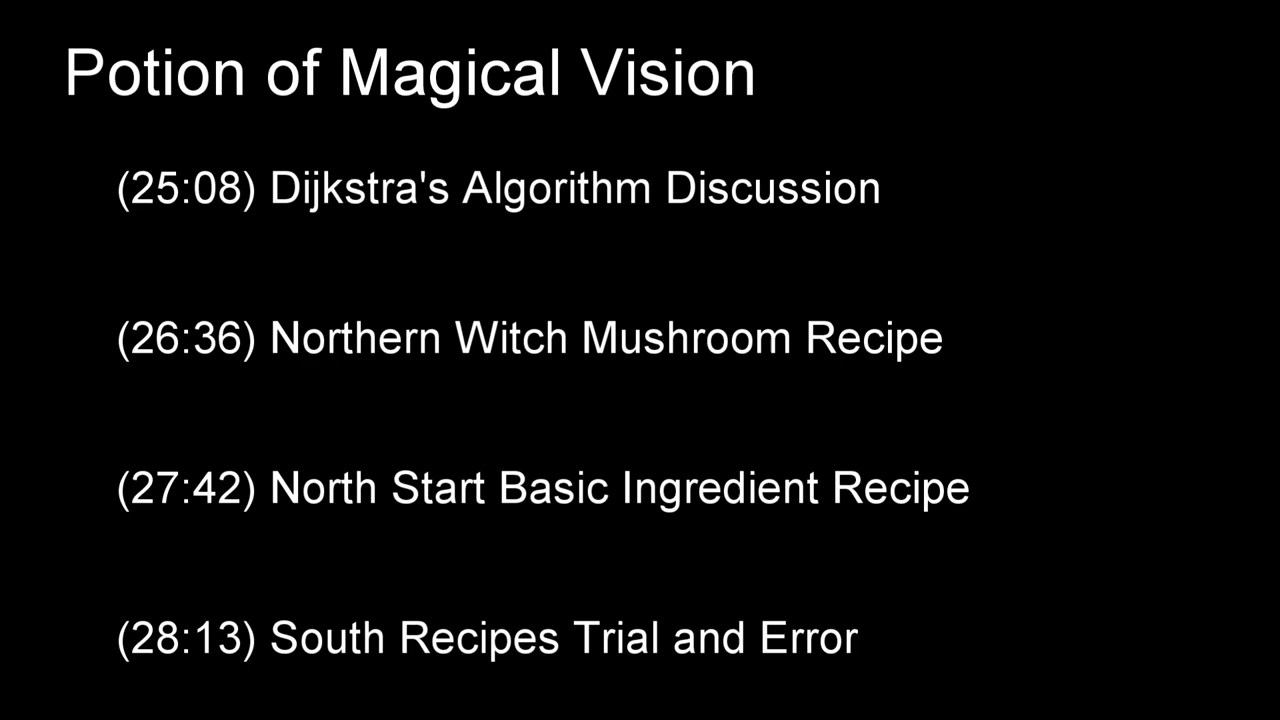 Potion of Magical Vision
(25:08) Dijkstra's Algorithm Discussion
(26:36) Northern Witch Mushroom Recipe
(27:42) North Start Basic Ingredient Recipe
(28:13) South Recipes Trial and Error